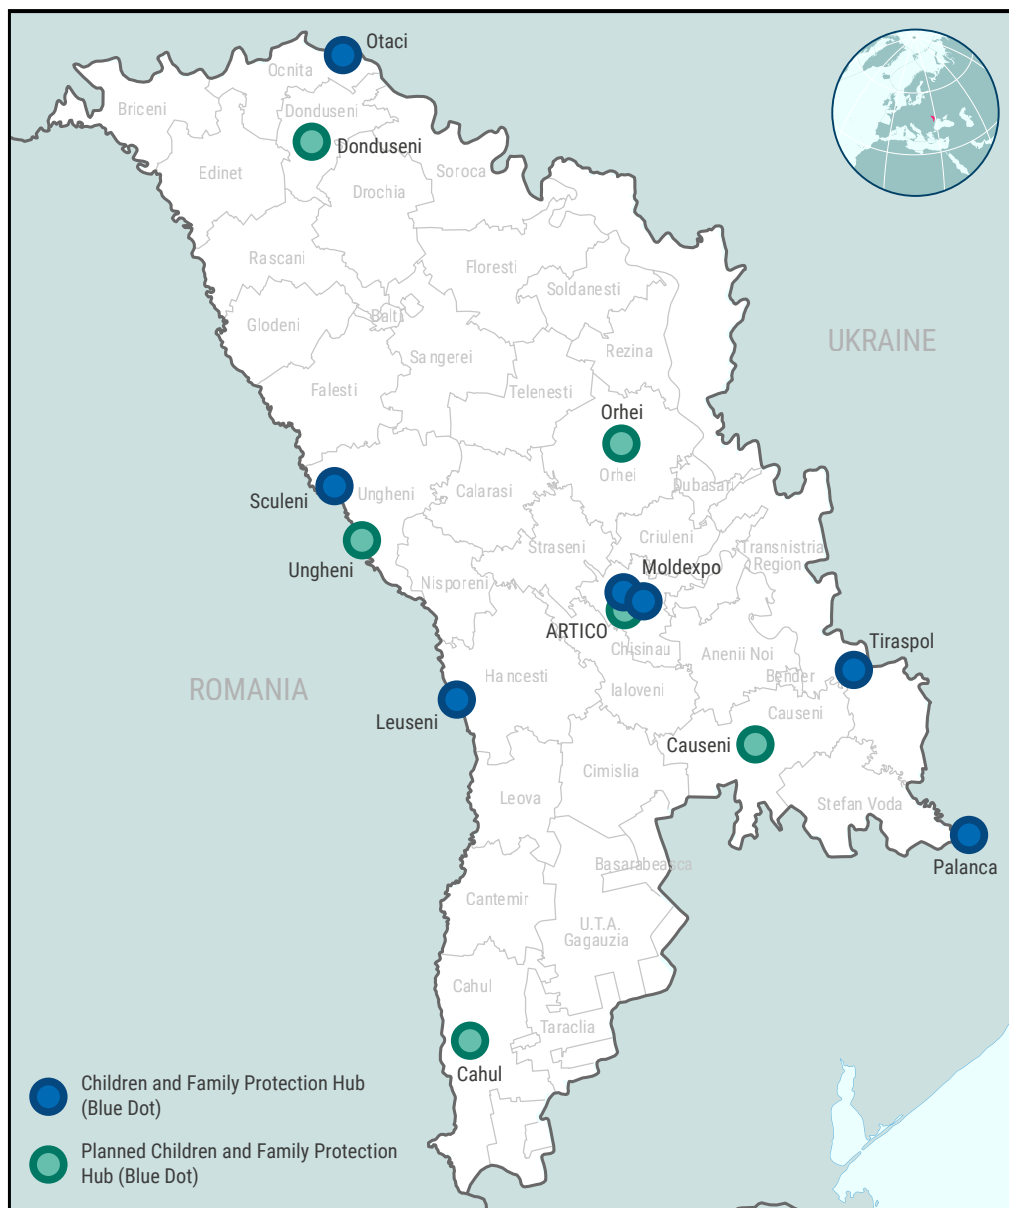 Otaci
Ocnita
Briceni
Donduseni
Donduseni
Edinet
Soroca
Drochia
Rascani
Floresti
Soldanesti
Glodeni
Balti
UKRAINE
Sangerei
Rezina
Falesti
Telenesti
Orhei
Orhei
Dubasari
Sculeni
Ungheni
Calarasi
Criuleni
Straseni
Transnistria
Region
Ungheni
Moldexpo
Nisporeni
ARTICO
Chisinau
Anenii Noi
Tiraspol
Hancesti
Bender
ROMANIA
Ialoveni
Leuseni
Causeni
Causeni
Cimislia
Leova
Stefan Voda
Basarabeasca
Palanca
Cantemir
U.T.A.
Gagauzia
Cahul
Taraclia
Cahul
Children and Family Protection Hub
(Blue Dot)
Planned Children and Family Protection
Hub (Blue Dot)